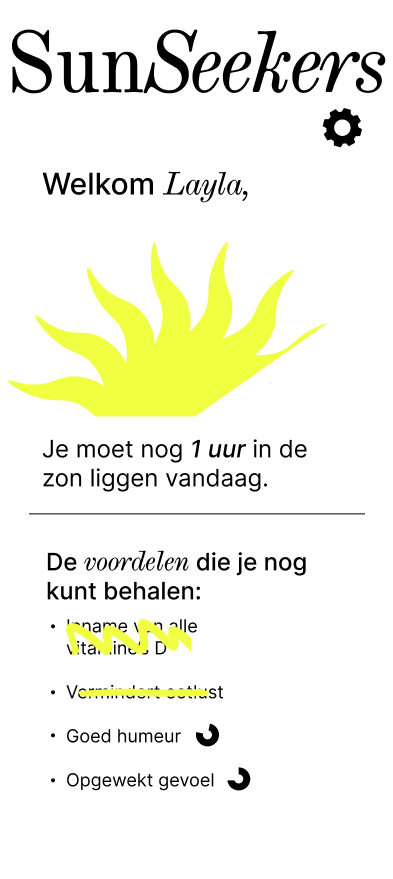 SunSeekers
Welkom Layla,
Je moet nog 1 uur in de
zon liggen vandaag.
De voordelen die je nog
kunt behalen:
• Inname van alle
vitamine's D
• Vermindert eetlust
• Goed humeur
• Opgewekt gevoel